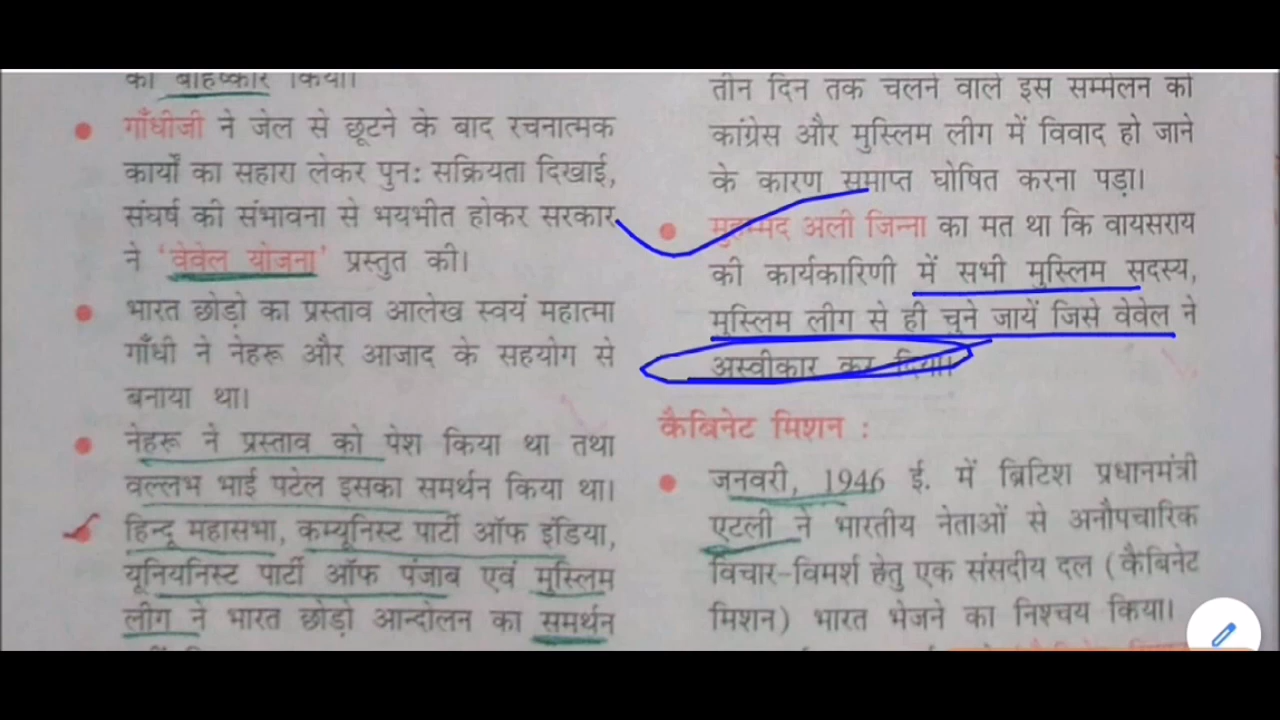 का बहिष्कार किया।
गाँधीजी ने जेल से छूटने के बाद रचनात्मक
कार्यों का सहारा लेकर पुनः सक्रियता दिखाई,
संघर्ष की संभावना से भयभीत होकर सरकार
ने 'वेवेल योजना' प्रस्तुत की।
भारत छोड़ो का प्रस्ताव आलेख स्वयं महात्मा
गाँधी ने नेहरू और आजाद के सहयोग से
बनाया था।
नेहरू ने प्रस्ताव को पेश किया था तथा
वल्लभ भाई पटेल इसका समर्थन किया था।
हिन्दू महासभा, कम्यूनिस्ट पार्टी ऑफ इंडिया,
यूनियनिस्ट पार्टी ऑफ पंजाब एवं मुस्लिम
लीग ने भारत छोड़ो आन्दोलन का समर्थन
तीन दिन तक चलने वाले इस सम्मेलन को
कांग्रेस और मुस्लिम लीग में विवाद हो जाने
के कारण समाप्त घोषित करना पड़ा।
मुहम्मद अली जिन्ना का मत था कि वायसराय
की कार्यकारिणी में सभी मुस्लिम सदस्य,
मुस्लिम लीग से ही चुने जायें जिसे वेवेल ने
अस्वीकार कर दिया।
कैबिनेट मिशन :
जनवरी, 1946 ई. में ब्रिटिश प्रधानमंत्री
एटली ने भारतीय नेताओं से अनौपचारिक
विचार-विमर्श हेतु एक संसदीय दल (कैबिनेट
मिशन) भारत भेजने का निश्चय किया।